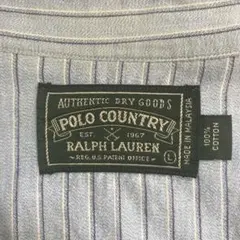 AUTHENTIC DRY GOODS
POLO COUNTRY
EST. 1967
RALPH LAUREN
~REG. U.S. PATENT OFFICE~
L
MADE IN MALAYSIA
100%
COTTON